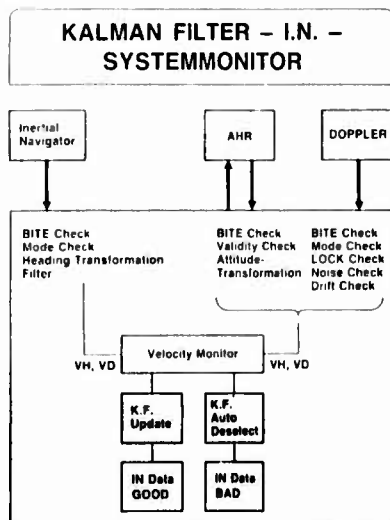 KALMAN FILTER – I.N. –
SYSTEMMONITOR
Inertial
Navigator
AHR
DOPPLER
BITE Check
Mode Check
Heading Transformation
Filter
BITE Check
Validity Check
Attitude-
Transformation
BITE Check
Mode Check
LOCK Check
Noise Check
Drift Check
VH, VD
Velocity Monitor
VH, VD
K.F.
Update
K.F.
Auto
Deselect
IN Data
GOOD
IN Data
BAD